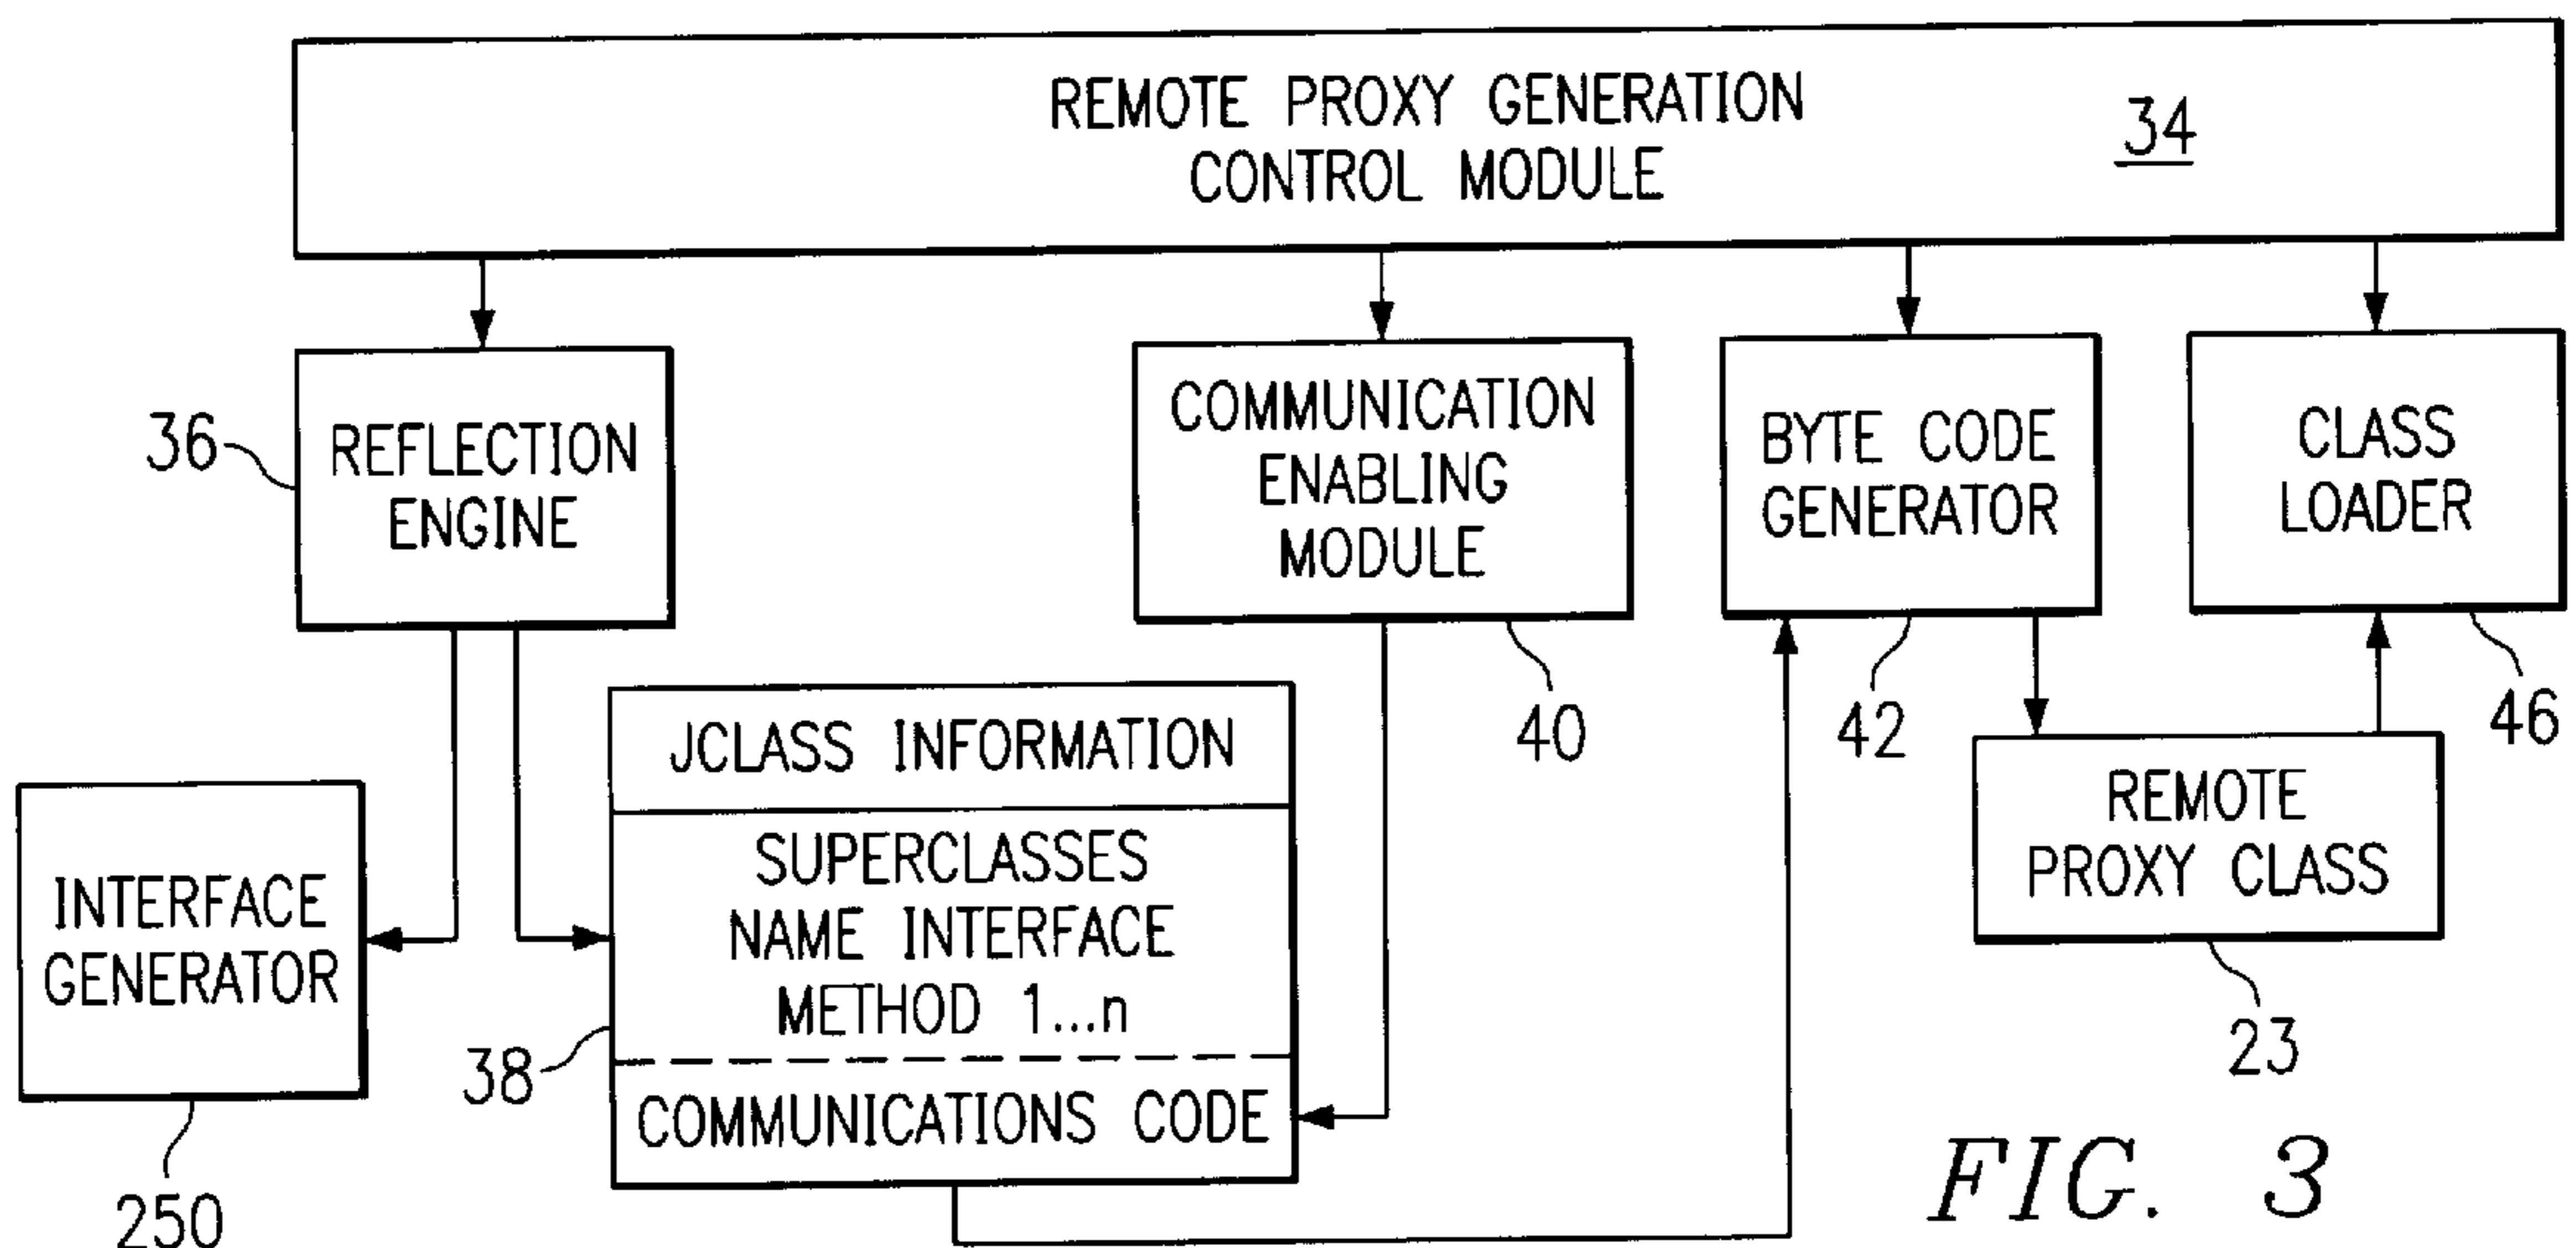 REMOTE PROXY GENERATION
CONTROL MODULE
34
36
REFLECTION
ENGINE
COMMUNICATION
ENABLING
MODULE
40
BYTE CODE
GENERATOR
42
CLASS
LOADER
46
INTERFACE
GENERATOR
250
JCLASS INFORMATION
SUPERCLASSES
NAME INTERFACE
METHOD 1...n
38
COMMUNICATIONS CODE
REMOTE
PROXY CLASS
23
FIG. 3